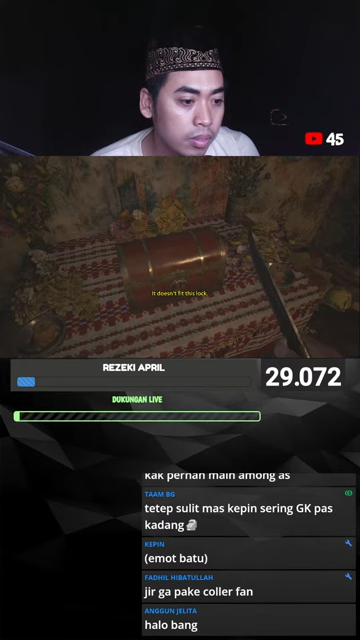 45
It doesn't fit this lock.
REZEKI APRIL
29.072
DUKUNGAN LIVE
kak pernah main among as
TAAM BG
tetep sulit mas kepin sering GK pas
kadang🗿
KEPIN
(emot batu)
FADHIL HIBATULLAH
jir ga pake coller fan
ANGGUN JELITA
halo bang